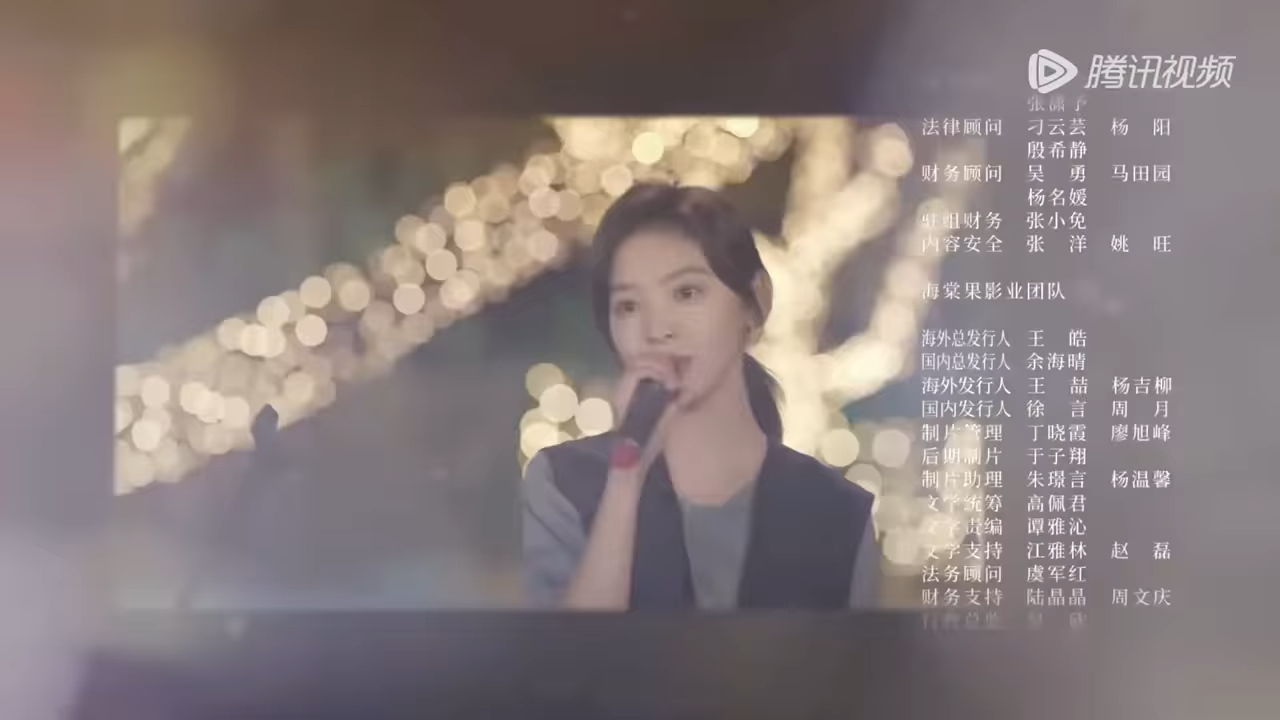 腾讯视频
张潇予
法律顾问 刁云芸 杨 阳
殷希静
财务顾问 吴 勇 马田园
杨名媛
驻组财务 张小免
内容安全 张 洋 姚 旺
海棠果影业团队
海外总发行人 王 皓
国内总发行人 余海晴
海外发行人 王 喆 杨吉柳
国内发行人 徐 言 周 月
制片管理 丁晓霞 廖旭峰
后期制片 于子翔
制片助理 朱璟言 杨温馨
文学统筹 高佩君
文字责编 谭雅沁
文学支持 江雅林 赵 磊
法务顾问 虞军红
财务支持 陆晶晶 周文庆